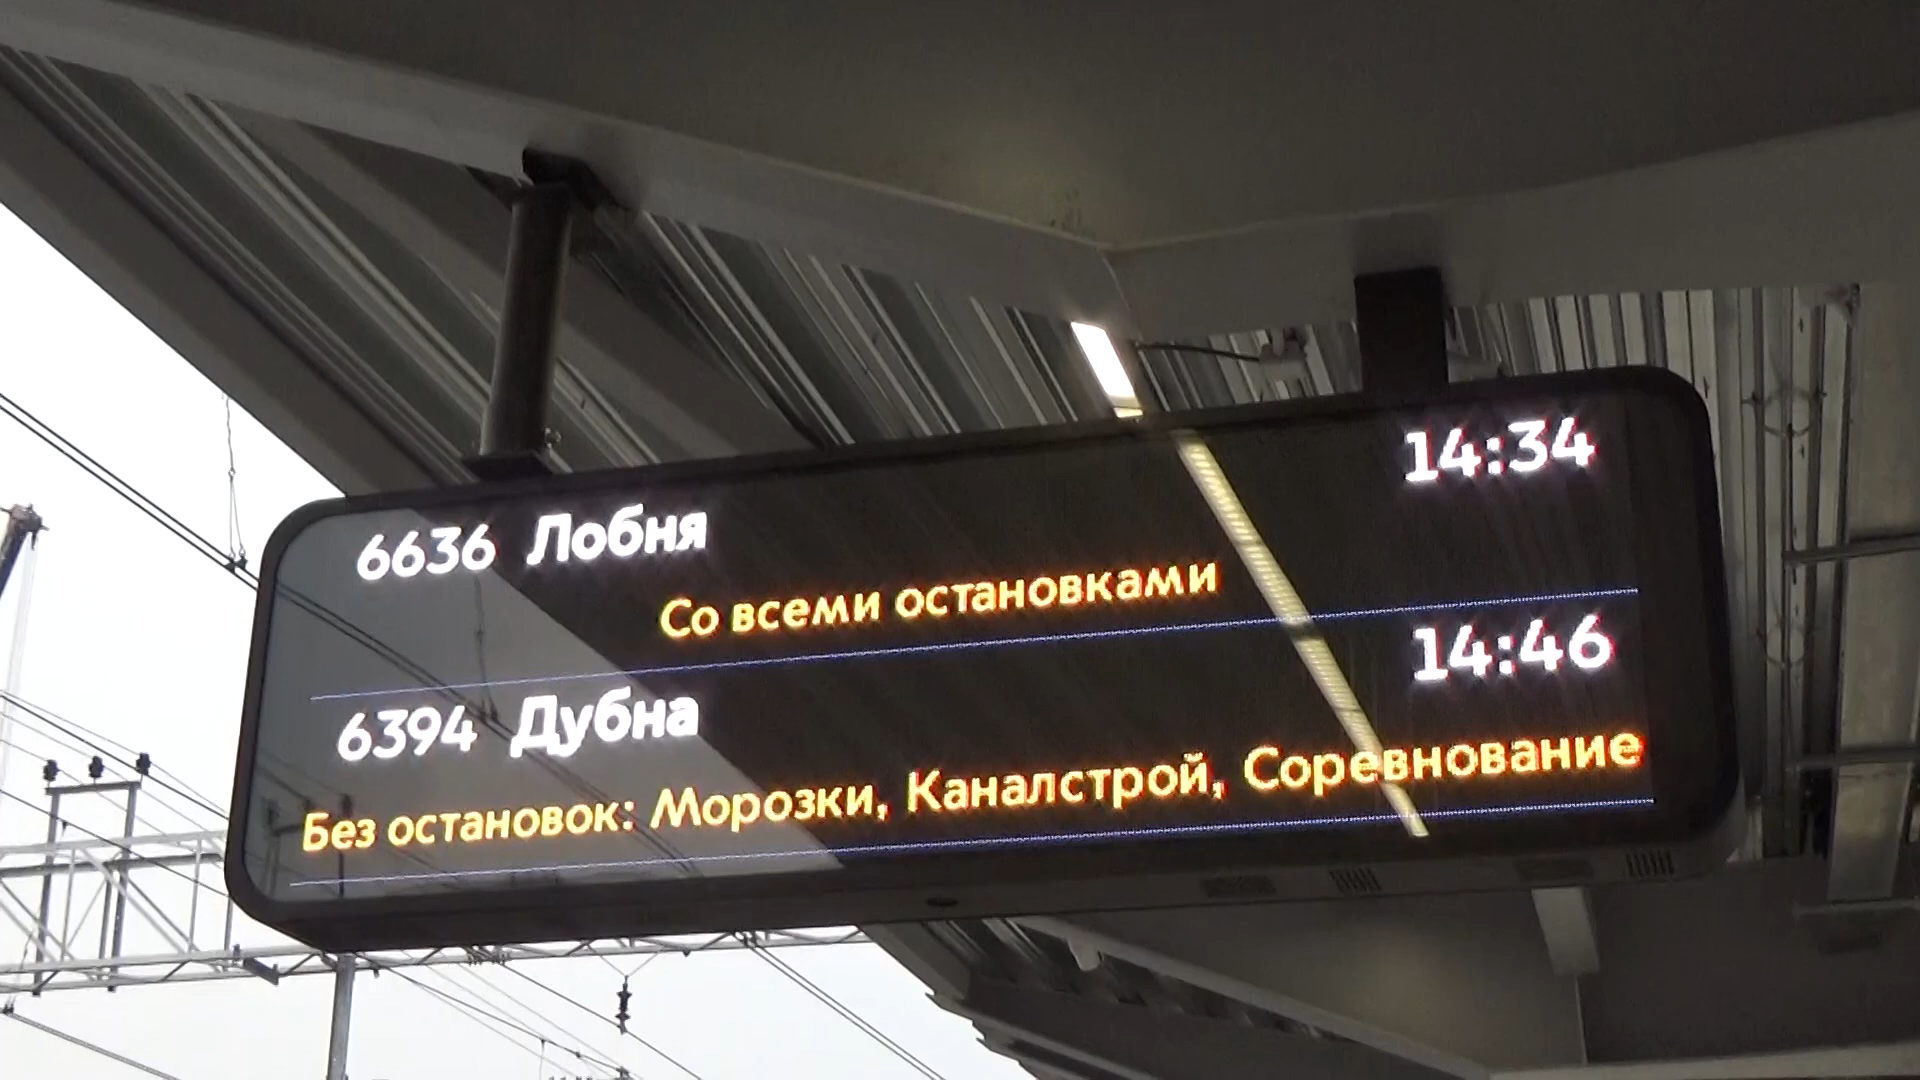 6636 Лобня 14:34
Со всеми остановками
6394 Дубна 14:46
Без остановок: Морозки, Каналстрой, Соревнование